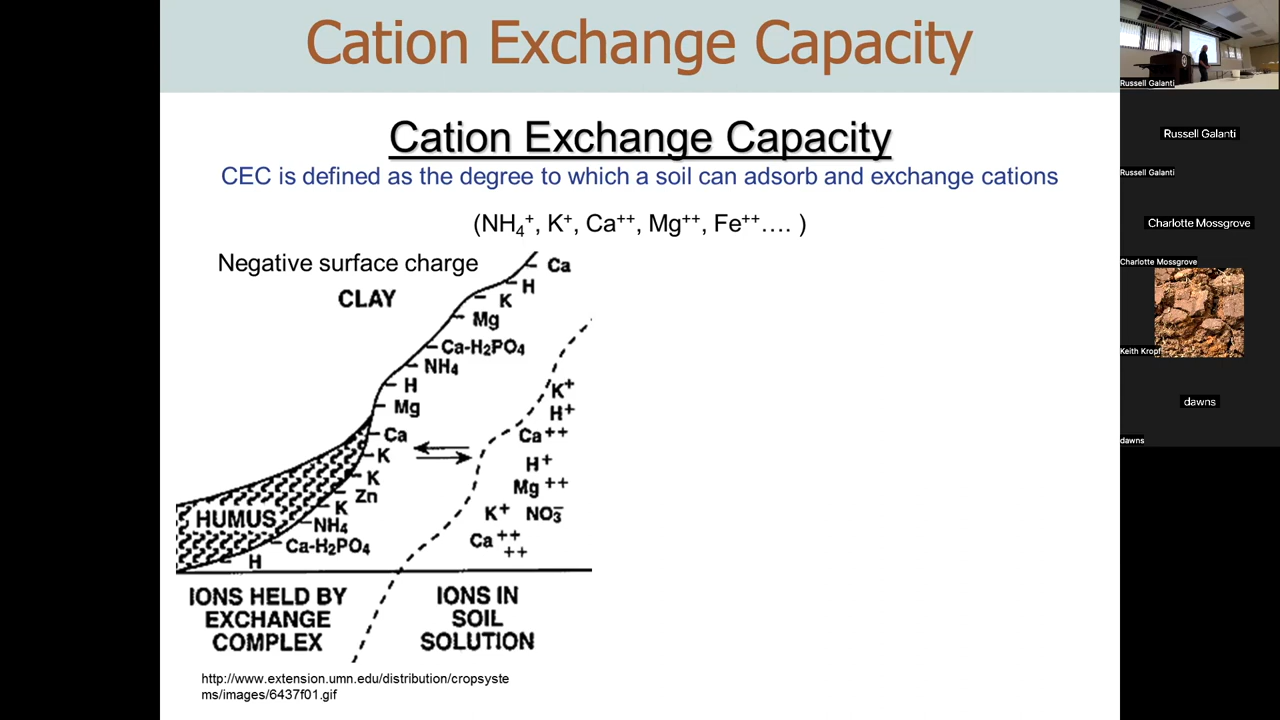 Cation Exchange Capacity
Cation Exchange Capacity
CEC is defined as the degree to which a soil can adsorb and exchange cations
(NH₄⁺, K⁺, Ca⁺⁺, Mg⁺⁺, Fe⁺⁺…. )
Negative surface charge
CLAY
Ca
H
K
Mg
Ca-H₂PO₄
NH₄
H
Mg
Ca
K
K
Zn
K
NH₄
Ca-H₂PO₄
H
HUMUS
K⁺
H⁺
Ca⁺⁺
H⁺
Mg⁺⁺
K⁺ NO₃⁻
Ca⁺⁺
++
IONS HELD BY
EXCHANGE
COMPLEX
IONS IN
SOIL
SOLUTION
http://www.extension.umn.edu/distribution/cropsyste
ms/images/6437f01.gif
Russell Galanti
Russell Galanti
Russell Galanti
Charlotte Mossgrove
Charlotte Mossgrove
Keith Kropf
dawns
dawns